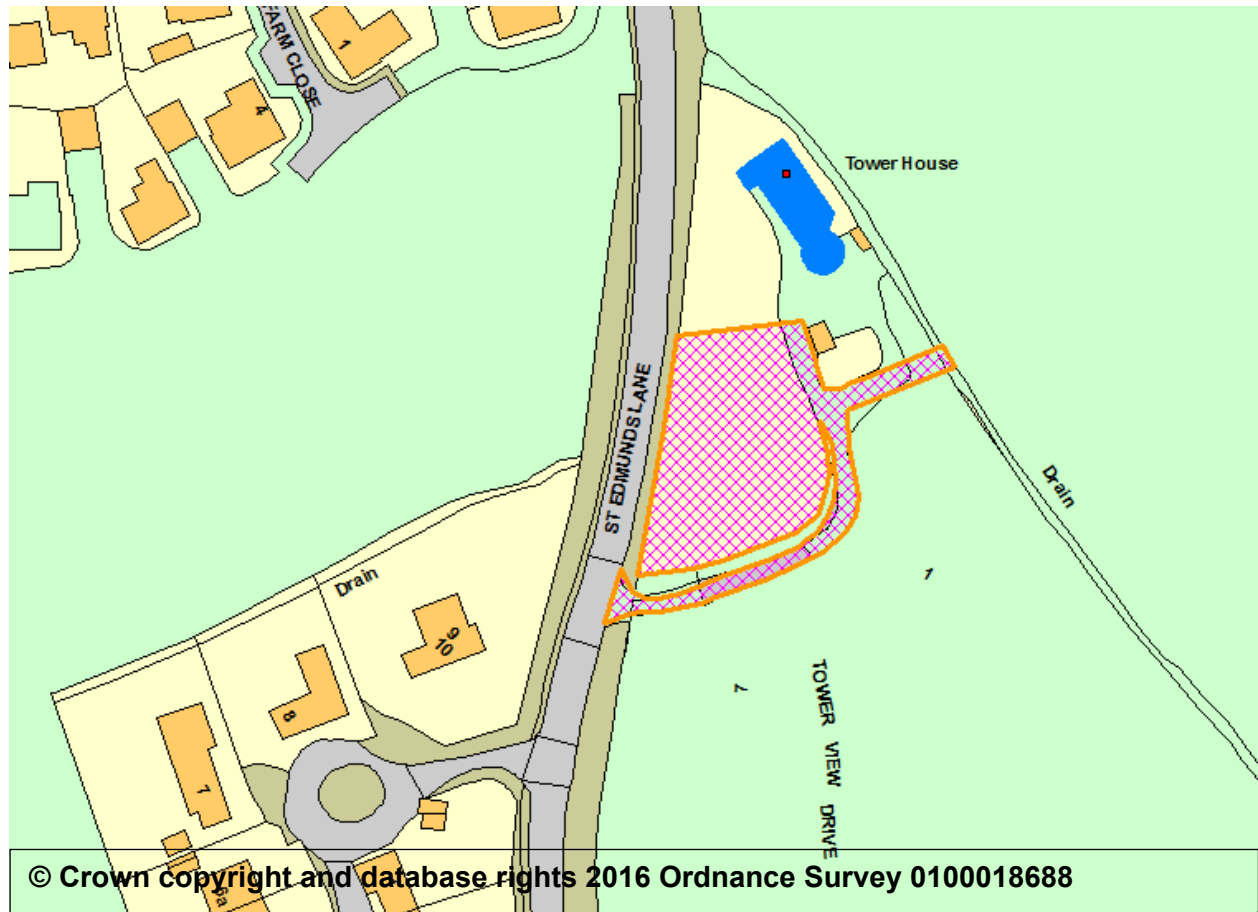 FARM CLOSE
1
4
Tower House
ST EDMUNDS LANE
Drain
Drain
1
9
10
8
7
7
TOWER VIEW DRIVE
6a
© Crown copyright and database rights 2016 Ordnance Survey 0100018688